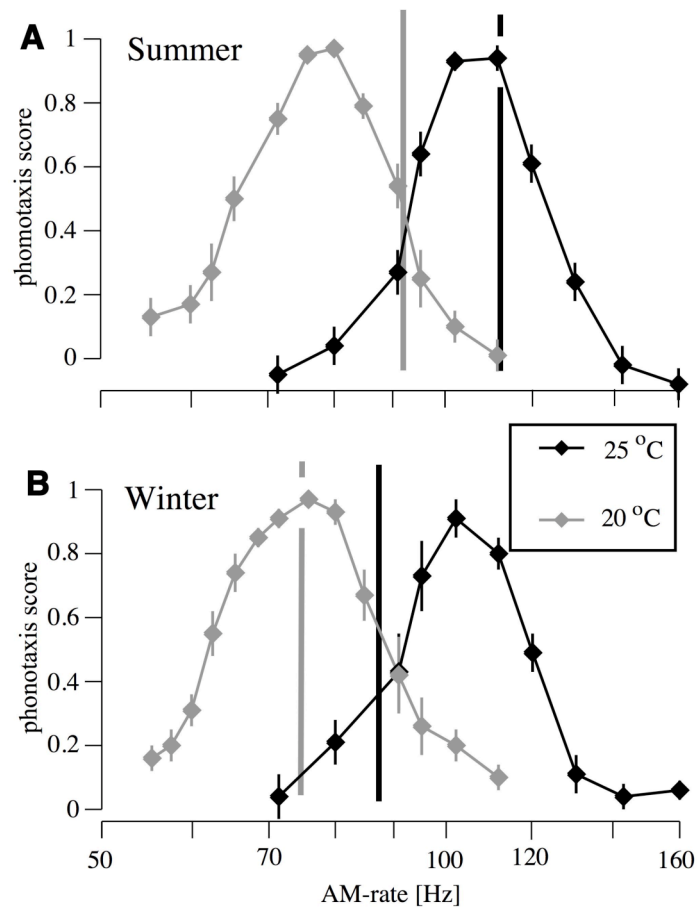 A
Summer
phomotaxis score
1
0.8
0.6
0.4
0.2
0
25 °C
20 °C
B
Winter
phonotaxis score
1
0.8
0.6
0.4
0.2
0
50 70 100 120 160
AM-rate [Hz]